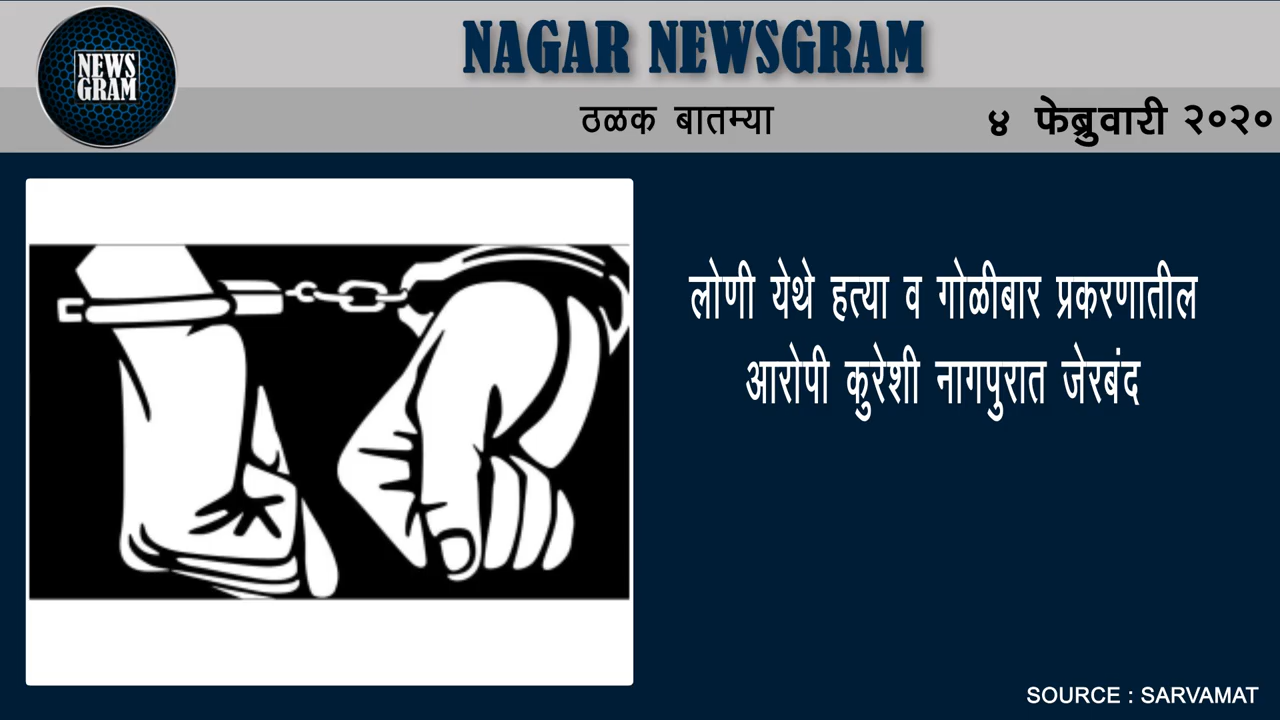 NEWS
GRAM
NAGAR NEWSGRAM
ठळक बातम्या
४ फेब्रुवारी २०२०
लोणी येथे हत्या व गोळीबार प्रकरणातील
आरोपी कुरेशी नागपुरात जेरबंद
SOURCE : SARVAMAT